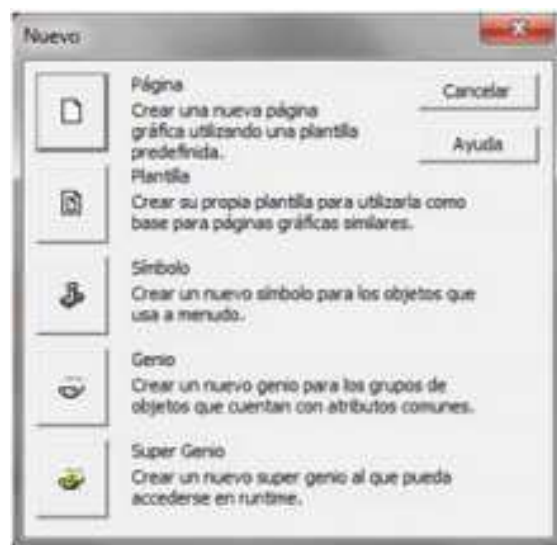 Nuevo
Página
Crear una nueva página
gráfica utilizando una plantilla
predefinida.
Cancelar
Ayuda
Plantilla
Crear su propia plantilla para utilizarla como
base para páginas gráficas similares.
Símbolo
Crear un nuevo símbolo para los objetos que
usa a menudo.
Genio
Crear un nuevo genio para los grupos de
objetos que cuentan con atributos comunes.
Super Genio
Crear un nuevo super genio al que pueda
accederse en runtime.